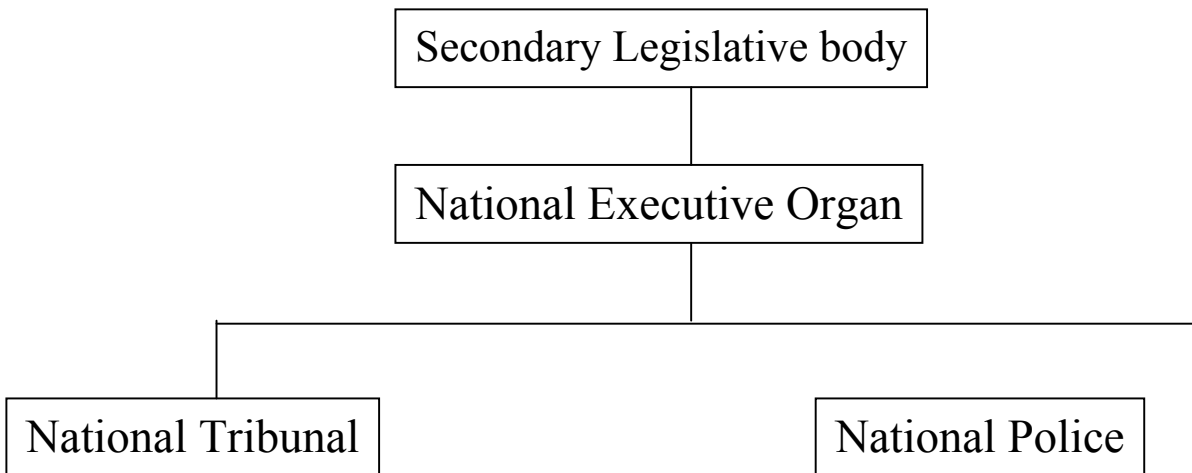 Secondary Legislative body
National Executive Organ
National Tribunal
National Police